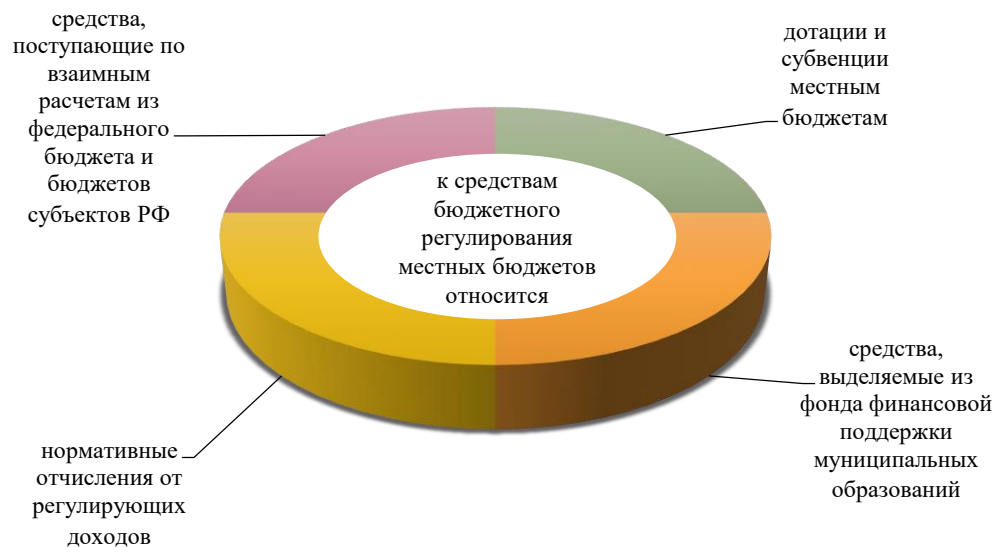 средства,
поступающие по
взаимным
расчетам из
федерального
бюджета и
бюджетов
субъектов РФ
дотации и
субвенции
местным
бюджетам
к средствам
бюджетного
регулирования
местных бюджетов
относится
средства,
выделяемые из
фонда финансовой
поддержки
муниципальных
образований
нормативные
отчисления от
регулирующих
доходов